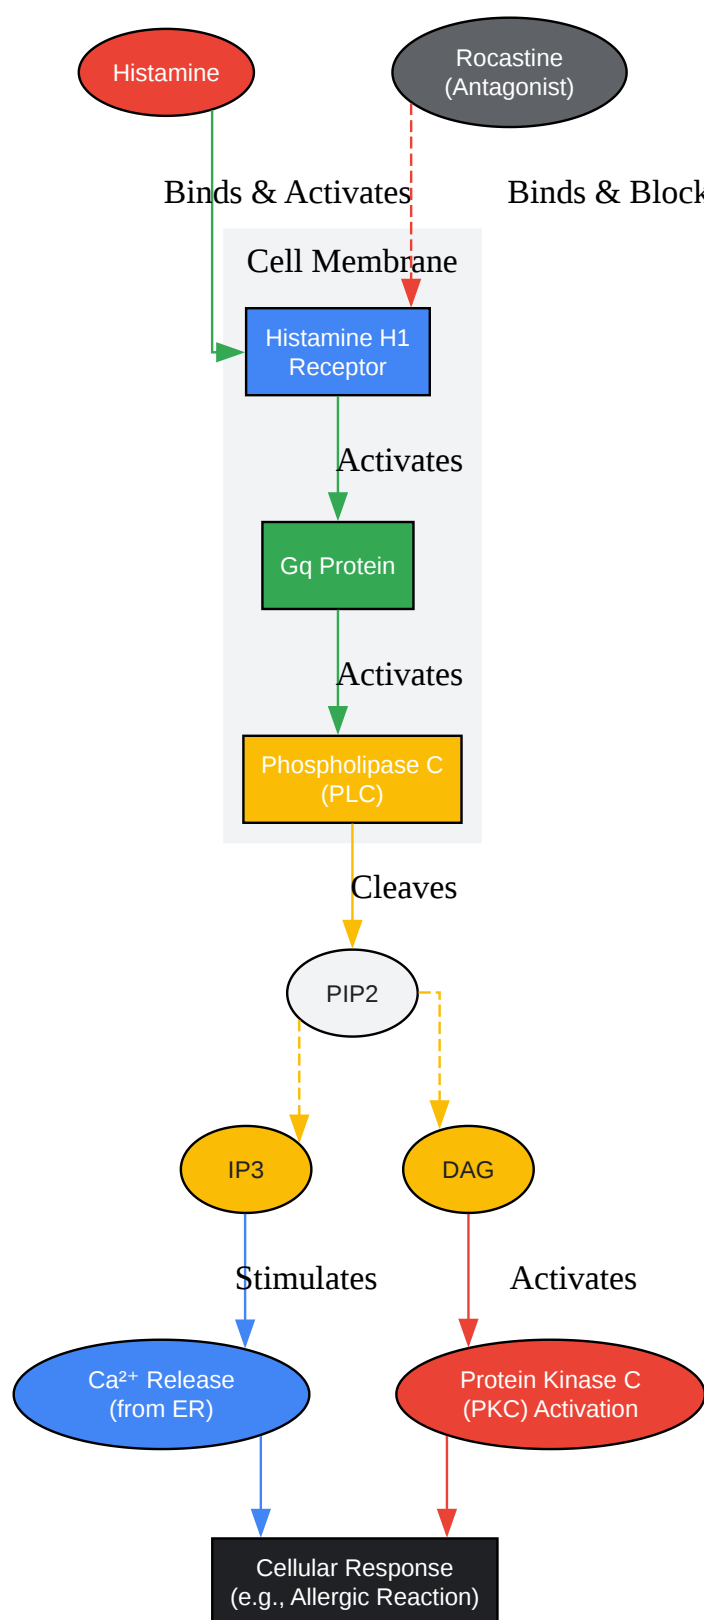 Histamine
Rocastine
(Antagonist)
Binds & Activates
Binds & Block
Cell Membrane
Histamine H1
Receptor
Activates
Gq Protein
Activates
Phospholipase C
(PLC)
Cleaves
PIP2
IP3
DAG
Stimulates
Activates
Ca²⁺ Release
(from ER)
Protein Kinase C
(PKC) Activation
Cellular Response
(e.g., Allergic Reaction)